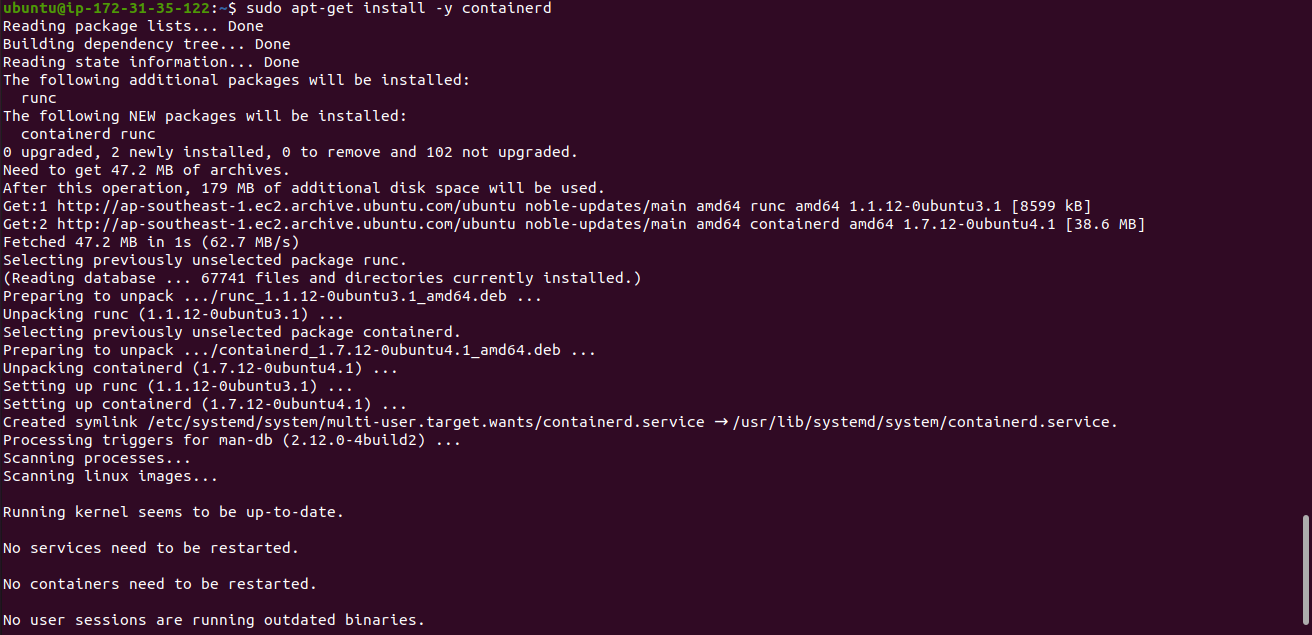 ubuntu@ip-172-31-35-122:~$ sudo apt-get install -y containerd
Reading package lists... Done
Building dependency tree... Done
Reading state information... Done
The following additional packages will be installed:
  runc
The following NEW packages will be installed:
  containerd runc
0 upgraded, 2 newly installed, 0 to remove and 102 not upgraded.
Need to get 47.2 MB of archives.
After this operation, 179 MB of additional disk space will be used.
Get:1 http://ap-southeast-1.ec2.archive.ubuntu.com/ubuntu noble-updates/main amd64 runc amd64 1.1.12-0ubuntu3.1 [8599 kB]
Get:2 http://ap-southeast-1.ec2.archive.ubuntu.com/ubuntu noble-updates/main amd64 containerd amd64 1.7.12-0ubuntu4.1 [38.6 MB]
Fetched 47.2 MB in 1s (62.7 MB/s)
Selecting previously unselected package runc.
(Reading database ... 67741 files and directories currently installed.)
Preparing to unpack .../runc_1.1.12-0ubuntu3.1_amd64.deb ...
Unpacking runc (1.1.12-0ubuntu3.1) ...
Selecting previously unselected package containerd.
Preparing to unpack .../containerd_1.7.12-0ubuntu4.1_amd64.deb ...
Unpacking containerd (1.7.12-0ubuntu4.1) ...
Setting up runc (1.1.12-0ubuntu3.1) ...
Setting up containerd (1.7.12-0ubuntu4.1) ...
Created symlink /etc/systemd/system/multi-user.target.wants/containerd.service → /usr/lib/systemd/system/containerd.service.
Processing triggers for man-db (2.12.0-4build2) ...
Scanning processes...
Scanning linux images...
Running kernel seems to be up-to-date.
No services need to be restarted.
No containers need to be restarted.
No user sessions are running outdated binaries.